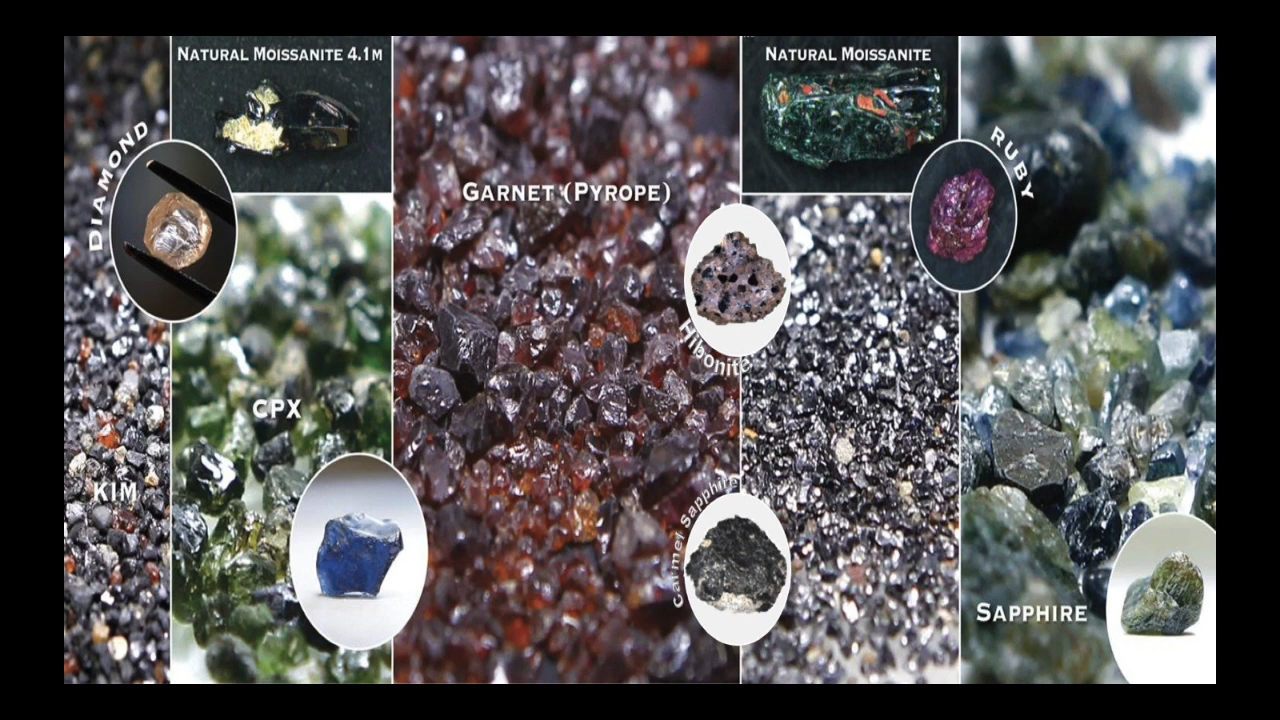 NATURAL MOISSANITE 4.1M
NATURAL MOISSANITE
DIAMOND
RUBY
GARNET (PYROPE)
Hibonite
CPX
KIM
Carmel Sapphire
SAPPHIRE